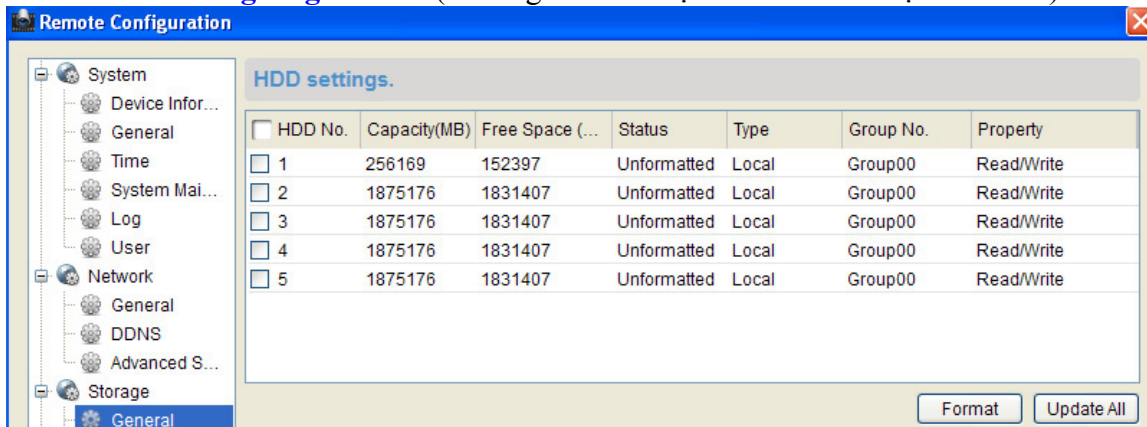 Remote Configuration
System
Device Infor...
General
Time
System Mai...
Log
User
Network
General
DDNS
Advanced S...
Storage
General
HDD settings.
HDD No. Capacity(MB) Free Space (... Status Type Group No. Property
1 256169 152397 Unformatted Local Group00 Read/Write
2 1875176 1831407 Unformatted Local Group00 Read/Write
3 1875176 1831407 Unformatted Local Group00 Read/Write
4 1875176 1831407 Unformatted Local Group00 Read/Write
5 1875176 1831407 Unformatted Local Group00 Read/Write
Format Update All